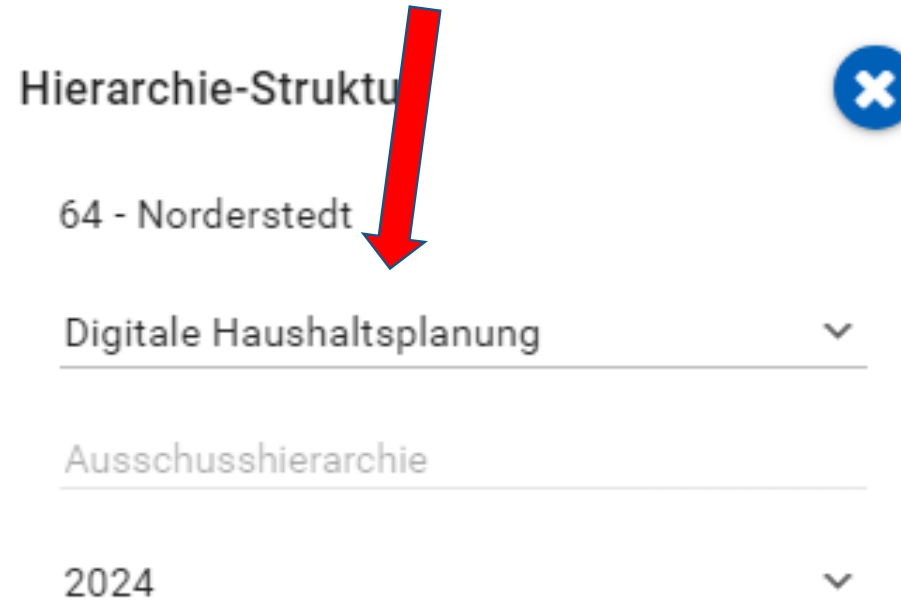 Hierarchie-Struktu
64 - Norderstedt
Digitale Haushaltsplanung
Ausschusshierarchie
2024